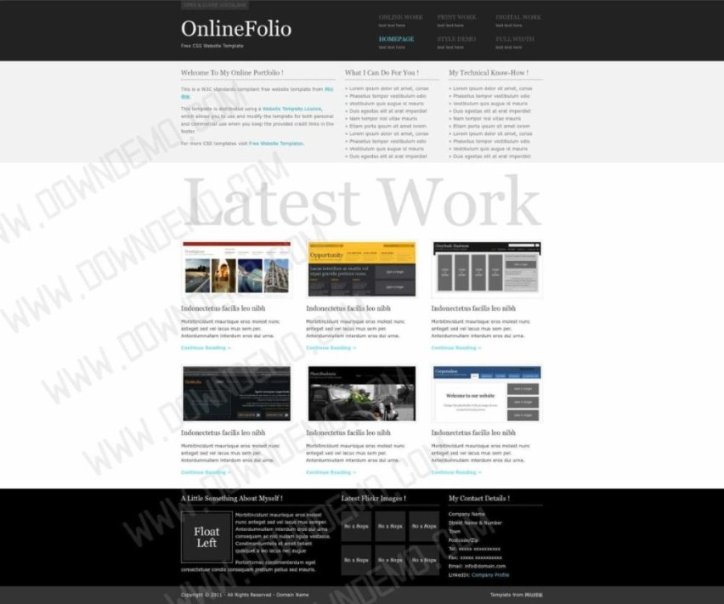 OnlineFolio
Free CSS Website Template
ONLINE WORK
text text here
PRINT WORK
text text here
DIGITAL WORK
text text here
HOMEPAGE
text text here
STYLE DEMO
text text here
FULL WIDTH
text text here
Welcome To My Online Portfolio !
This is a W3C standards compliant free website template from
This template is distributed using a Website Template Licence,
which allows you to use and modify the template for both personal
and commercial use when you keep the provided credit links in the
footer.
For more CSS templates visit Free Website Templates.
What I Can Do For You !
» Lorem ipsum dolor sit amet, conse
» Phasellus tempor vestibulum odio
» Vestibulum quis augue id mauris
» Duis egestas elit at erat imperdiet
» Nam tempor nisl vitae mauris
» Etiam porta ipsum sit amet lorem
» Lorem ipsum dolor sit amet, conse
» Phasellus tempor vestibulum odio
» Vestibulum quis augue id mauris
» Duis egestas elit at erat imperdiet
My Technical Know-How !
» Lorem ipsum dolor sit amet, conse
» Phasellus tempor vestibulum odio
» Vestibulum quis augue id mauris
» Duis egestas elit at erat imperdiet
» Nam tempor nisl vitae mauris
» Etiam porta ipsum sit amet lorem
» Lorem ipsum dolor sit amet, conse
» Phasellus tempor vestibulum odio
» Vestibulum quis augue id mauris
» Duis egestas elit at erat imperdiet
Latest Work
Opportunity
Indonectetus facilis leo nibh
Morbitincidunt maurisque eros molest nunc
anteget sed vel lacus mus sem per.
Anterdumnullam interdum eros dui urna.
Continue Reading »
Indonectetus facilis leo nibh
Morbitincidunt maurisque eros molest nunc
anteget sed vel lacus mus sem per.
Anterdumnullam interdum eros dui urna.
Continue Reading »
Indonectetus facilis leo nibh
Morbitincidunt maurisque eros molest nunc
anteget sed vel lacus mus sem per.
Anterdumnullam interdum eros dui urna.
Continue Reading »
Corporation
Welcome to our website
Indonectetus facilis leo nibh
Morbitincidunt maurisque eros molest nunc
anteget sed vel lacus mus sem per.
Anterdumnullam interdum eros dui urna.
Continue Reading »
Indonectetus facilis leo nibh
Morbitincidunt maurisque eros molest nunc
anteget sed vel lacus mus sem per.
Anterdumnullam interdum eros dui urna.
Continue Reading »
Indonectetus facilis leo nibh
Morbitincidunt maurisque eros molest nunc
anteget sed vel lacus mus sem per.
Anterdumnullam interdum eros dui urna.
Continue Reading »
A Little Something About Myself !
Float
Left
Morbitincidunt maurisque eros molest
nunc anteget sed vel lacus mus semper.
Anterdumnullam interdum eros dui urna
consequam ac nisl nullam ligula vestasse.
Condimentumfelis et amet tellent
quisquet a leo lacus nec augue
Portortornec condimenterdum eget
consectetuer condis consequam pretium pellus sed mauris.
Latest Flickr Images !
80 x 80px
80 x 80px
80 x 80px
80 x 80px
80 x 80px
80 x 80px
My Contact Details !
Company Name
Street Name & Number
Town
Postcode/Zip
Tel: xxxxx xxxxxxxxxx
Fax: xxxxx xxxxxxxxxx
Email: info@domain.com
LinkedIn: Company Profile
Copyright © 2011 - All Rights Reserved - Domain Name
Template from 网站模板
WWW.DOWNDEMO.COM